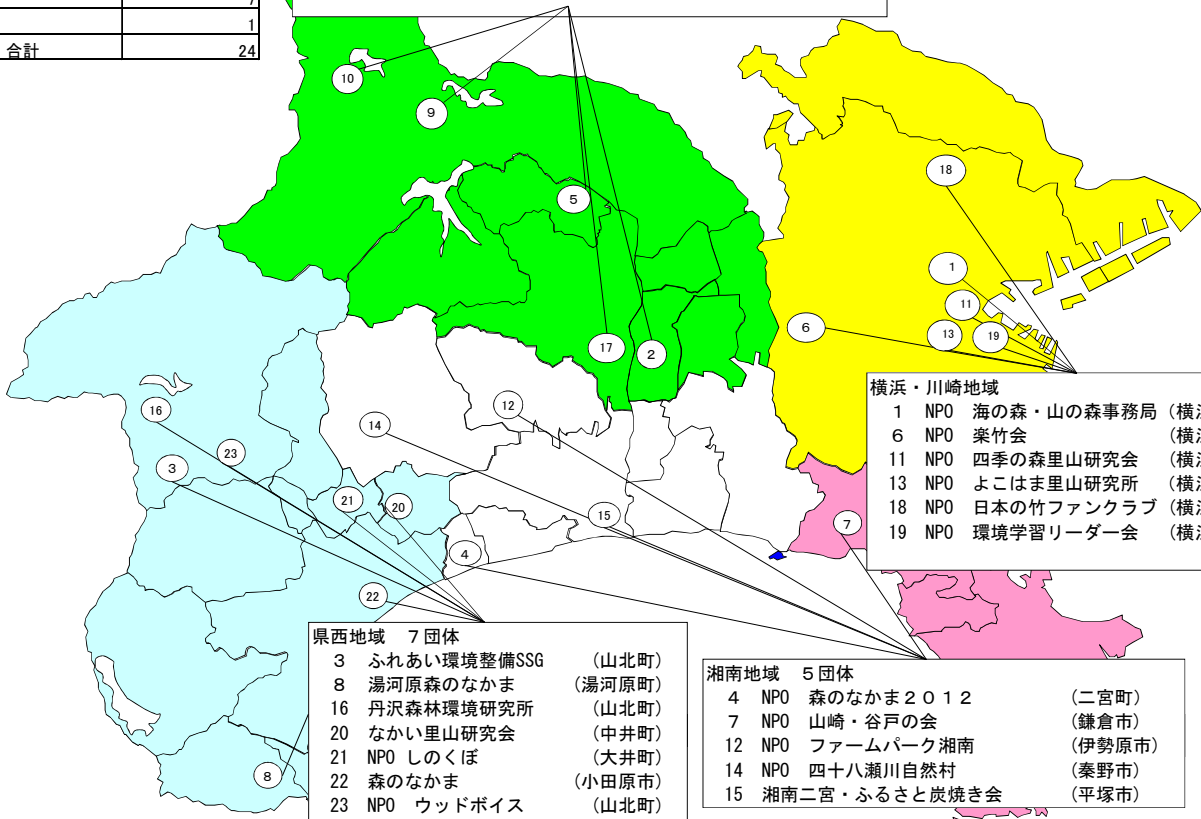 7
1
合計 24
10
9
5
18
1
11
13
19
6
17
2
12
14
16
23
3
21
20
15
4
7
22
8
横浜・川崎地域
1 NPO 海の森・山の森事務局 (横浜
6 NPO 楽竹会 (横浜
11 NPO 四季の森里山研究会 (横浜
13 NPO よこはま里山研究所 (横浜
18 NPO 日本の竹ファンクラブ (横浜
19 NPO 環境学習リーダー会 (横浜
県西地域 7団体
3 ふれあい環境整備SSG (山北町)
8 湯河原森のなかま (湯河原町)
16 丹沢森林環境研究所 (山北町)
20 なかい里山研究会 (中井町)
21 NPO しのくぼ (大井町)
22 森のなかま (小田原市)
23 NPO ウッドボイス (山北町)
湘南地域 5団体
4 NPO 森のなかま2012 (二宮町)
7 NPO 山崎・谷戸の会 (鎌倉市)
12 NPO ファームパーク湘南 (伊勢原市)
14 NPO 四十八瀬川自然村 (秦野市)
15 湘南二宮・ふるさと炭焼き会 (平塚市)